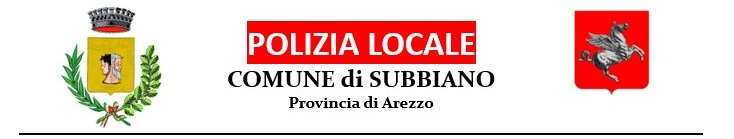 POLIZIA LOCALE
COMUNE di SUBBIANO
Provincia di Arezzo